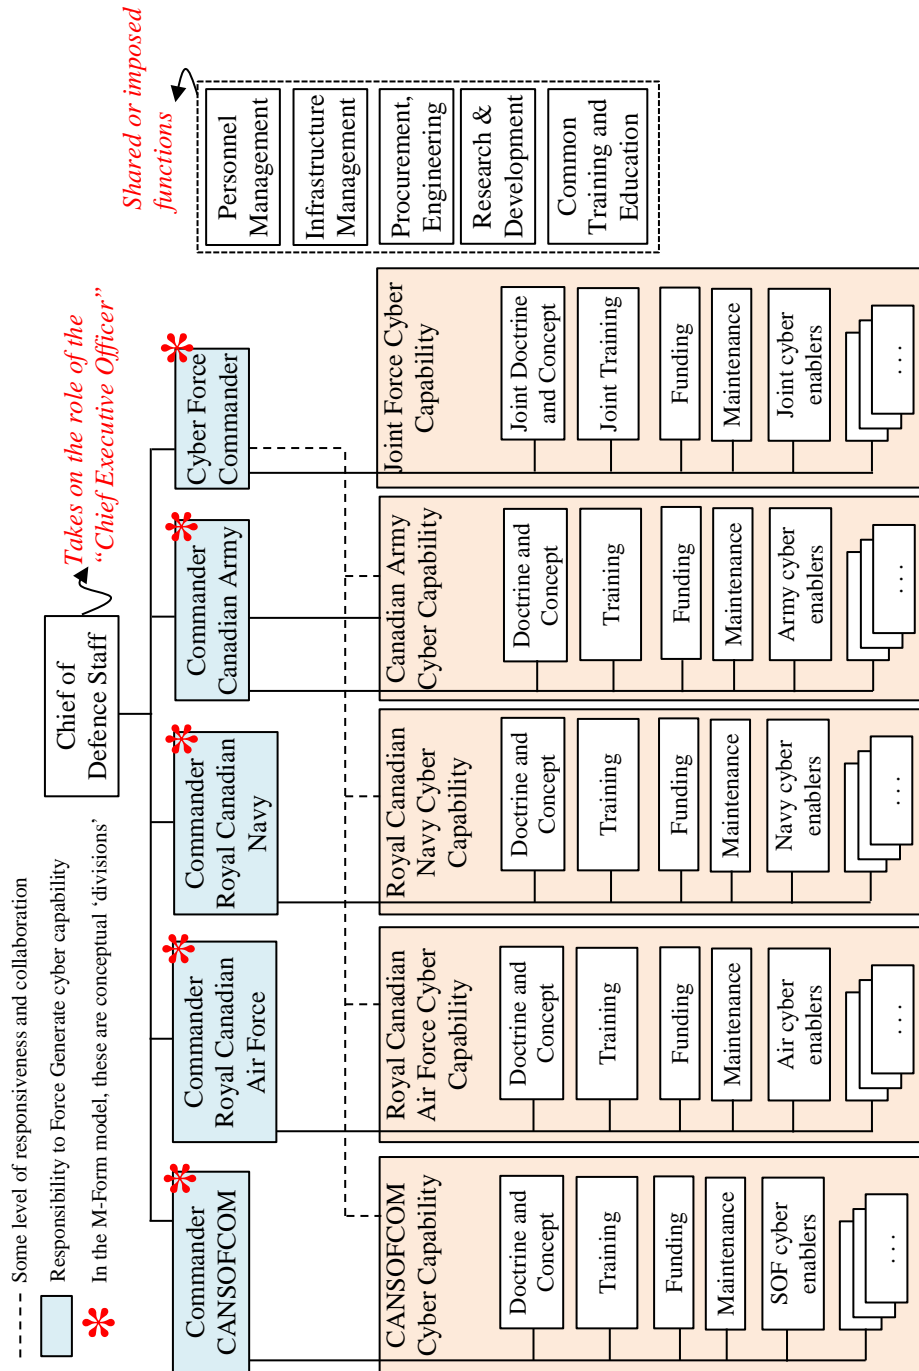 Some level of responsiveness and collaboration
Responsibility to Force Generate cyber capability
In the M-Form model, these are conceptual ‘divisions’
Chief of
Defence Staff
Takes on the role of the
“Chief Executive Officer”
Shared or imposed
functions
Commander
CANSOFCOM
Commander
Royal Canadian
Air Force
Commander
Royal Canadian
Navy
Commander
Canadian Army
Cyber Force
Commander
Personnel
Management
Infrastructure
Management
Procurement,
Engineering
Research &
Development
Common
Training and
Education
CANSOFCOM
Cyber Capability
Doctrine and
Concept
Training
Funding
Maintenance
SOF cyber
enablers
. . . .
Royal Canadian
Air Force Cyber
Capability
Doctrine and
Concept
Training
Funding
Maintenance
Air cyber
enablers
. . . .
Royal Canadian
Navy Cyber
Capability
Doctrine and
Concept
Training
Funding
Maintenance
Navy cyber
enablers
. . . .
Canadian Army
Cyber Capability
Doctrine and
Concept
Training
Funding
Maintenance
Army cyber
enablers
. . . .
Joint Force Cyber
Capability
Joint Doctrine
and Concept
Joint Training
Funding
Maintenance
Joint cyber
enablers
. . . .